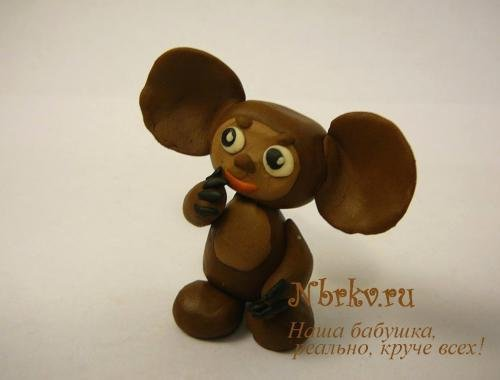 Nbrkv.ru
Наша бабушка,
реально, круче всех!